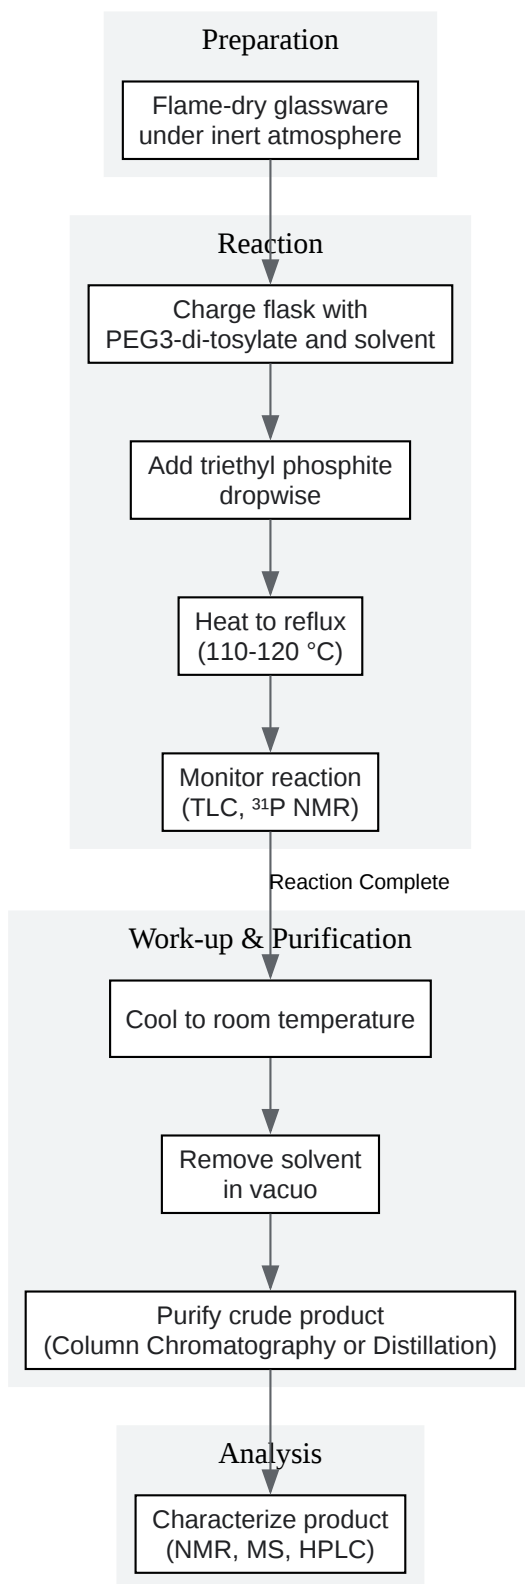 Preparation
Flame-dry glassware
under inert atmosphere
Reaction
Charge flask with
PEG3-di-tosylate and solvent
Add triethyl phosphite
dropwise
Heat to reflux
(110-120 °C)
Monitor reaction
(TLC, ³¹P NMR)
Reaction Complete
Work-up & Purification
Cool to room temperature
Remove solvent
in vacuo
Purify crude product
(Column Chromatography or Distillation)
Analysis
Characterize product
(NMR, MS, HPLC)